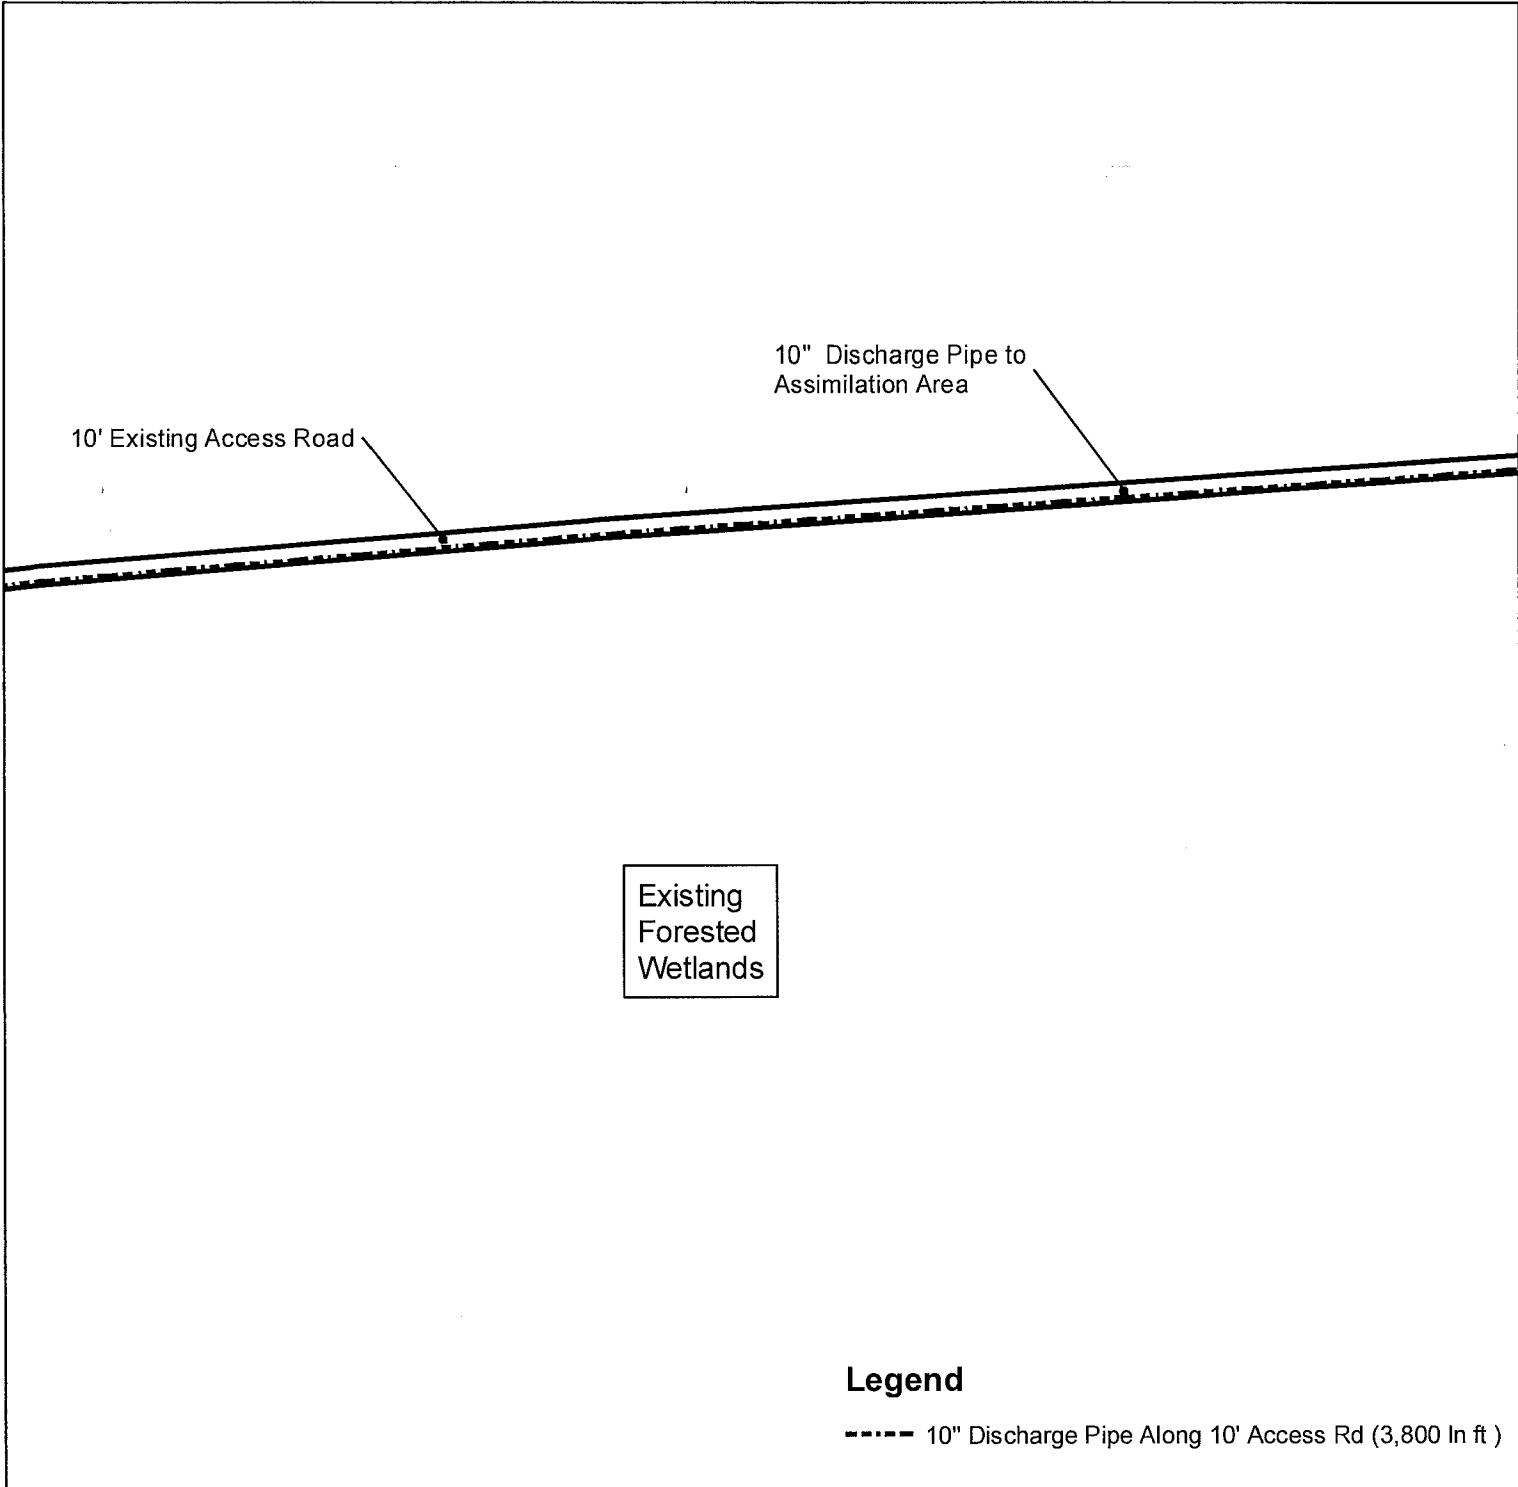 10" Discharge Pipe to
Assimilation Area
10' Existing Access Road
Existing
Forested
Wetlands
Legend
10" Discharge Pipe Along 10' Access Rd (3,800 ln ft )